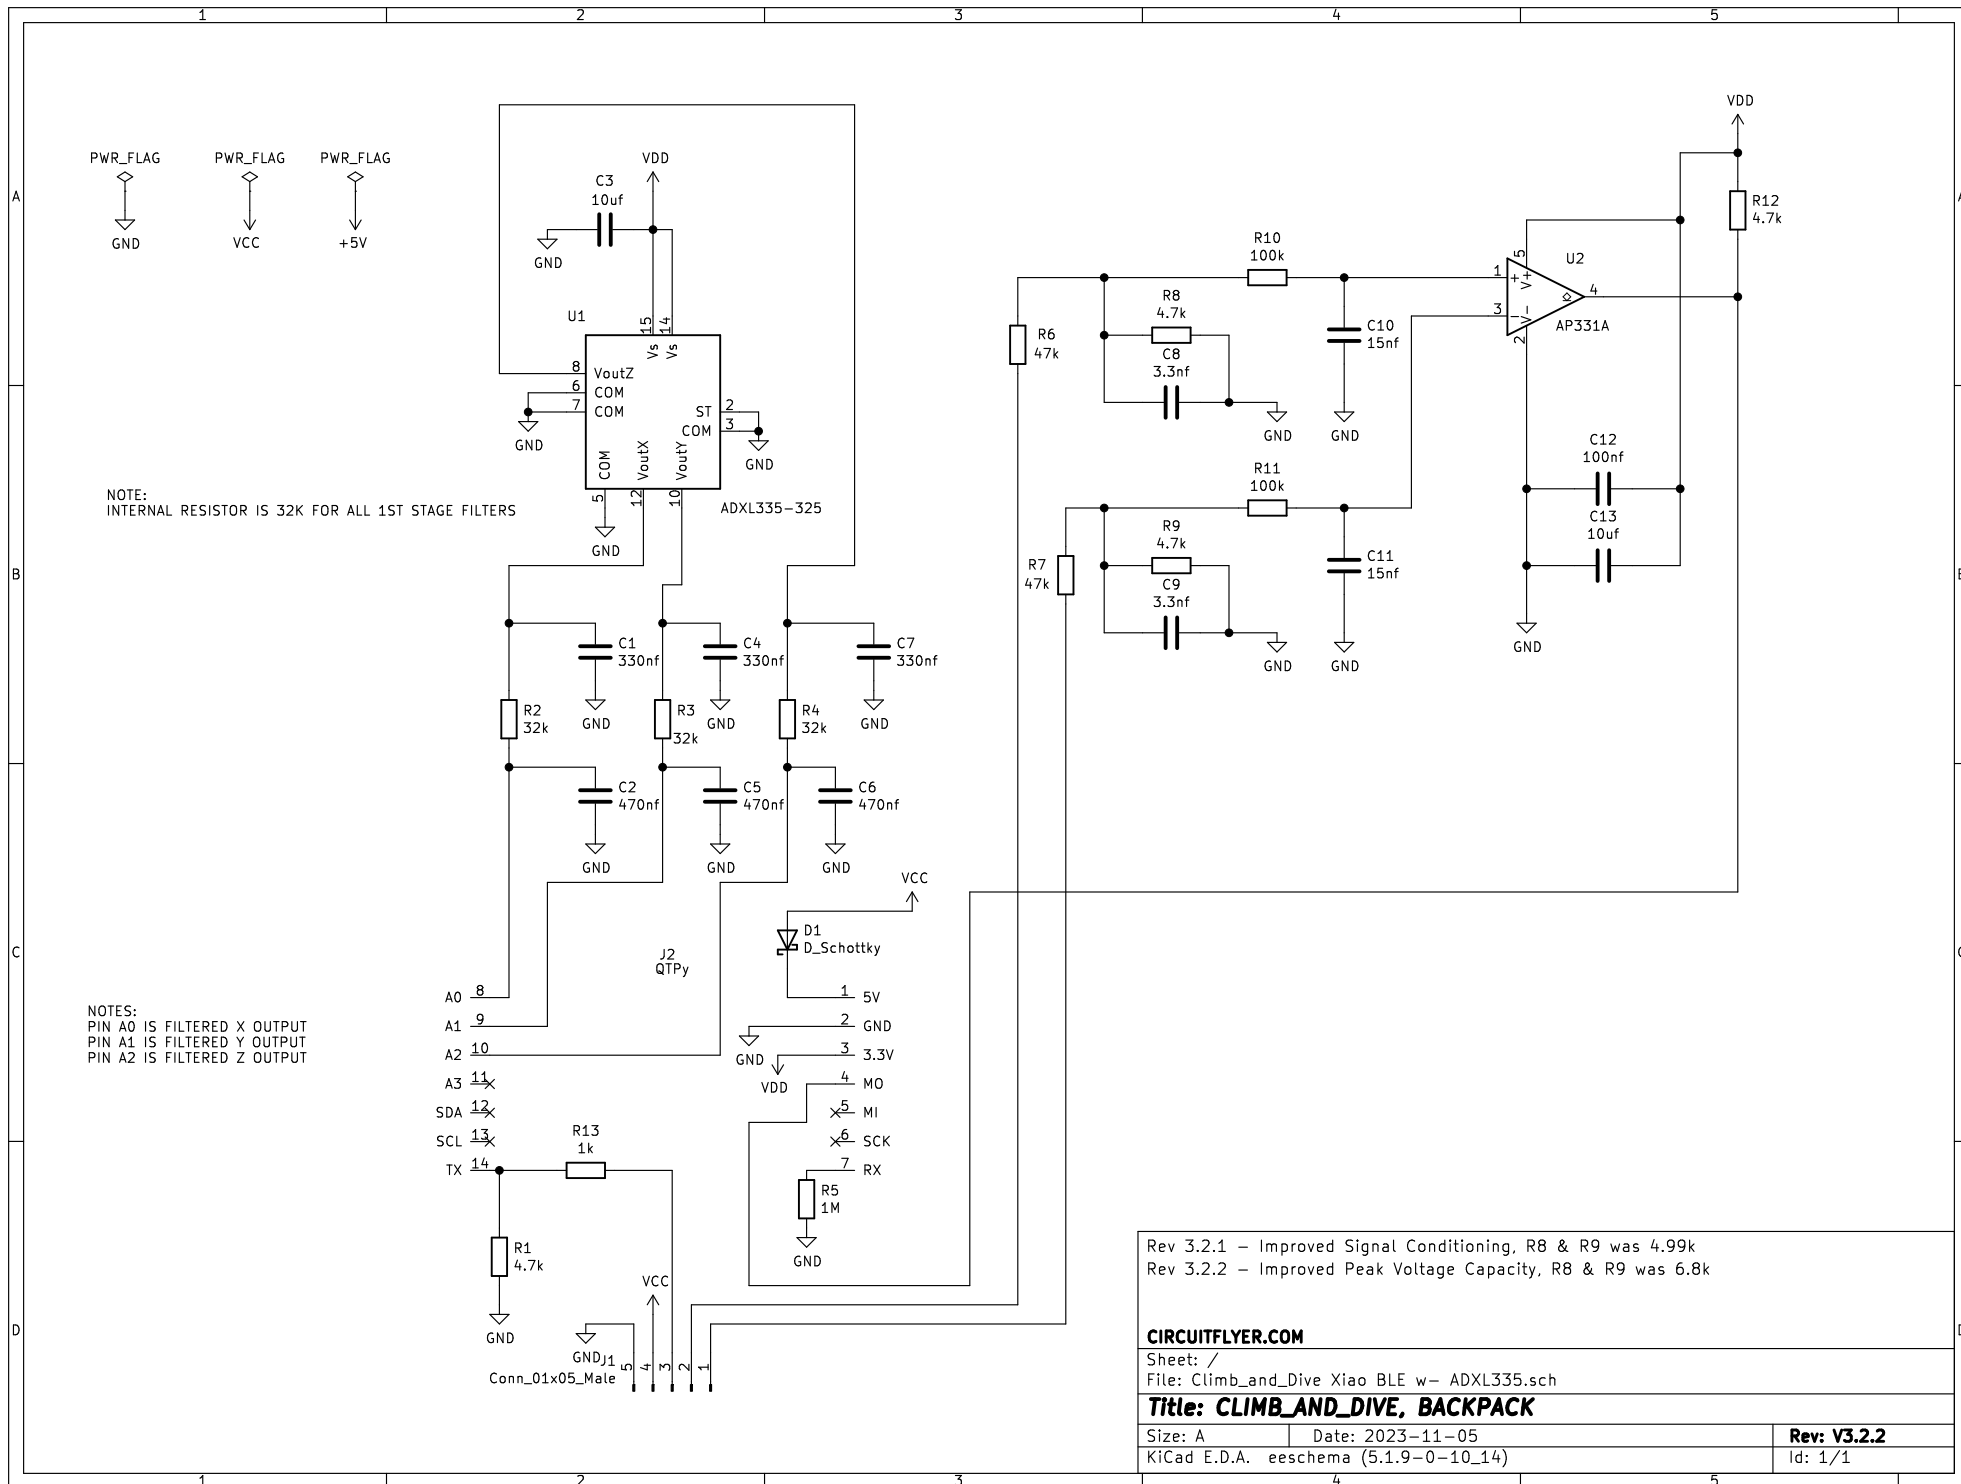 1 2 3 4 5
A
B
C
D
PWR_FLAG PWR_FLAG PWR_FLAG
GND VCC +5V
C3
10uf
VDD
GND
U1
15 14
Vs Vs
8 VoutZ
6 COM
7 COM
ST 2
COM 3
GND
GND
COM VoutX VoutY
5 12 10
GND
ADXL335-325
NOTE:
INTERNAL RESISTOR IS 32K FOR ALL 1ST STAGE FILTERS
C1
330nf
C4
330nf
C7
330nf
GND GND GND
R2
32k
R3
32k
R4
32k
C2
470nf
C5
470nf
C6
470nf
GND GND GND
VCC
D1
D_Schottky
J2
QTPy
NOTES:
PIN A0 IS FILTERED X OUTPUT
PIN A1 IS FILTERED Y OUTPUT
PIN A2 IS FILTERED Z OUTPUT
A0 8
A1 9
A2 10
A3 11
SDA 12
SCL 13
TX 14
1 5V
2 GND
3 3.3V
4 MO
5 MI
6 SCK
7 RX
GND
VDD
R13
1k
R5
1M
GND
R1
4.7k
GND
VCC
GND
J1
Conn_01x05_Male
5 4 3 2 1
R6
47k
R7
47k
R10
100k
R8
4.7k
C8
3.3nf
GND
C10
15nf
GND
R11
100k
R9
4.7k
C9
3.3nf
GND
C11
15nf
GND
VDD
R12
4.7k
U2
AP331A
1 +
3 -
5 V+
2 V-
4
C12
100nf
C13
10uf
GND
Rev 3.2.1 - Improved Signal Conditioning, R8 & R9 was 4.99k
Rev 3.2.2 - Improved Peak Voltage Capacity, R8 & R9 was 6.8k
CIRCUITFLYER.COM
Sheet: /
File: Climb_and_Dive Xiao BLE w- ADXL335.sch
Title: CLIMB_AND_DIVE, BACKPACK
Size: A Date: 2023-11-05 Rev: V3.2.2
KiCad E.D.A. eeschema (5.1.9-0-10_14) Id: 1/1
1 2 3 4 5